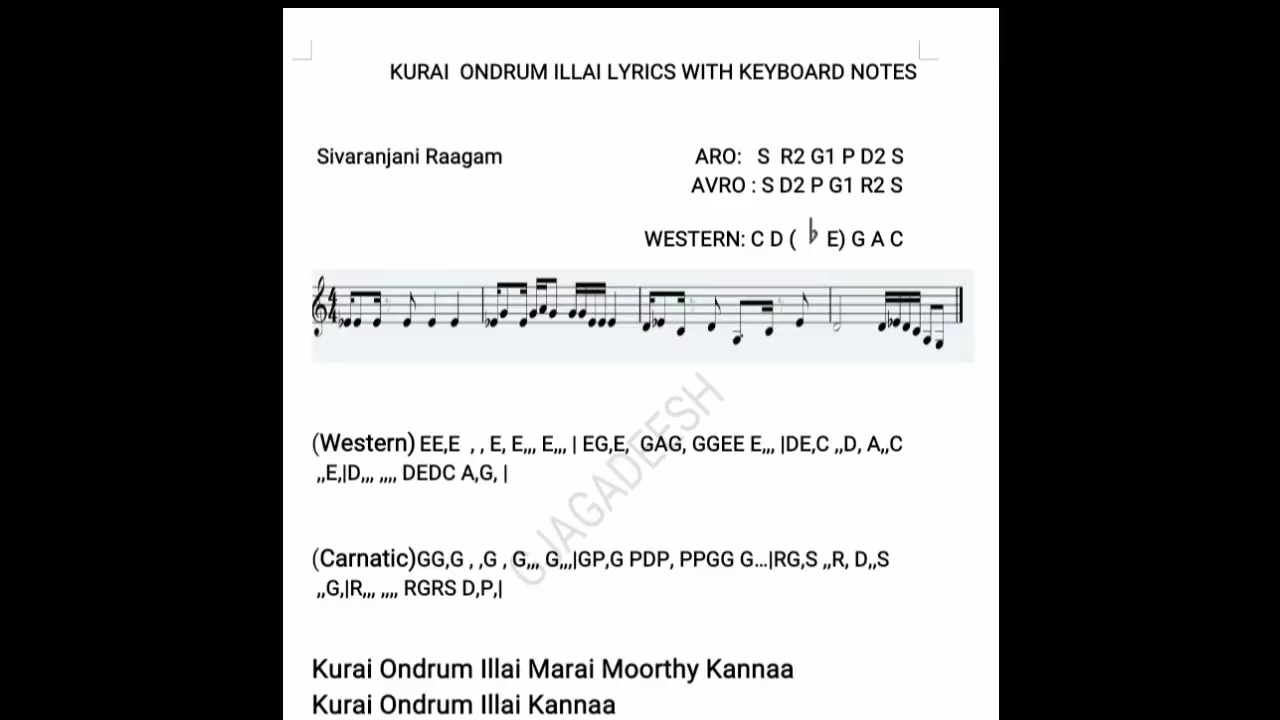 KURAI ONDRUM ILLAI LYRICS WITH KEYBOARD NOTES
Sivaranjani Raagam
ARO: S R2 G1 P D2 S
AVRO : S D2 P G1 R2 S
WESTERN: C D ( ♭ E) G A C
(Western) EE,E , , E, E,,, E,,, | EG,E, GAG, GGEE E,,, |DE,C ,,D, A,,C
,,E,|D,,, ,,,, DEDC A,G, |
(Carnatic)GG,G , ,G , G,,, G,,,|GP,G PDP, PPGG G...|RG,S ,,R, D,,S
,,G,|R,,, ,,,, RGRS D,P,|
G JAGADEESH
Kurai Ondrum Illai Marai Moorthy Kannaa
Kurai Ondrum Illai Kannaa